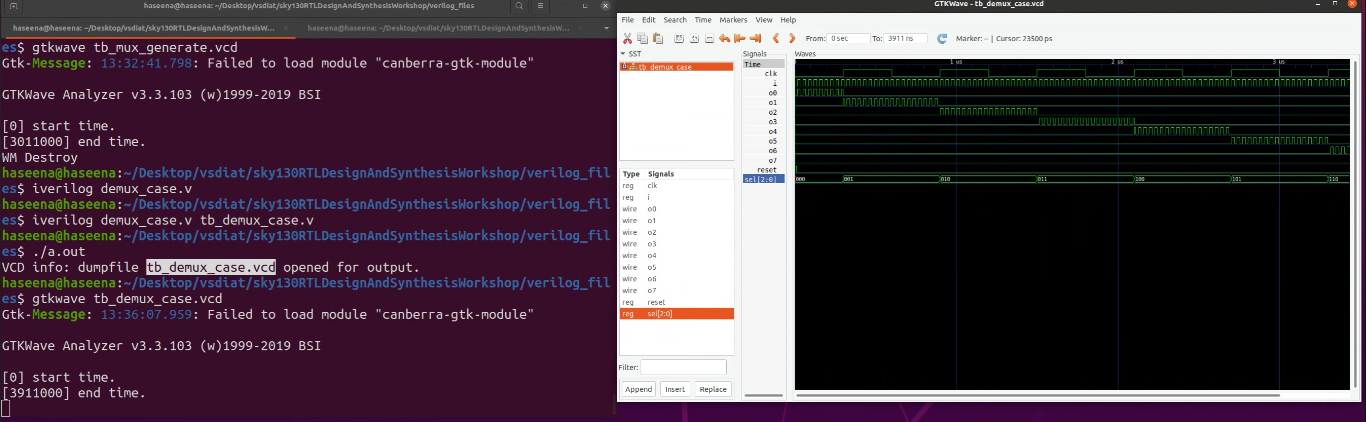 haseena@haseena: ~/Desktop/vsdiat/sky130RTLDesignAndSynthesisWorkshop/verilog_files
haseena@haseena: ~/Desktop/vsdiat/sky130RTLDesignAndSynthesisW...
haseena@haseena: ~/Desktop/vsdiat/sky130RTLDesignAndSynthesisW...
es$ gtkwave tb_mux_generate.vcd
Gtk-Message: 13:32:41.798: Failed to load module "canberra-gtk-module"
GTKWave Analyzer v3.3.103 (w)1999-2019 BSI
[0] start time.
[3011000] end time.
WM Destroy
haseena@haseena:~/Desktop/vsdiat/sky130RTLDesignAndSynthesisWorkshop/verilog_fil
es$ iverilog demux_case.v
haseena@haseena:~/Desktop/vsdiat/sky130RTLDesignAndSynthesisWorkshop/verilog_fil
es$ iverilog demux_case.v tb_demux_case.v
haseena@haseena:~/Desktop/vsdiat/sky130RTLDesignAndSynthesisWorkshop/verilog_fil
es$ ./a.out
VCD info: dumpfile tb_demux_case.vcd opened for output.
haseena@haseena:~/Desktop/vsdiat/sky130RTLDesignAndSynthesisWorkshop/verilog_fil
es$ gtkwave tb_demux_case.vcd
Gtk-Message: 13:36:07.959: Failed to load module "canberra-gtk-module"
GTKWave Analyzer v3.3.103 (w)1999-2019 BSI
[0] start time.
[3911000] end time.
GTKWave - tb_demux_case.vcd
File Edit Search Time Markers View Help
From: 0 sec To: 3911 ns Marker: -- | Cursor: 23500 ps
SST
tb_demux_case
Type Signals
reg clk
reg i
wire o0
wire o1
wire o2
wire o3
wire o4
wire o5
wire o6
wire o7
reg reset
reg sel[2:0]
Filter:
Append Insert Replace
Signals
Time
clk
i
o0
o1
o2
o3
o4
o5
o6
o7
reset
sel[2:0]
Waves
1 us 2 us 3 us
000 001 010 011 100 101 110